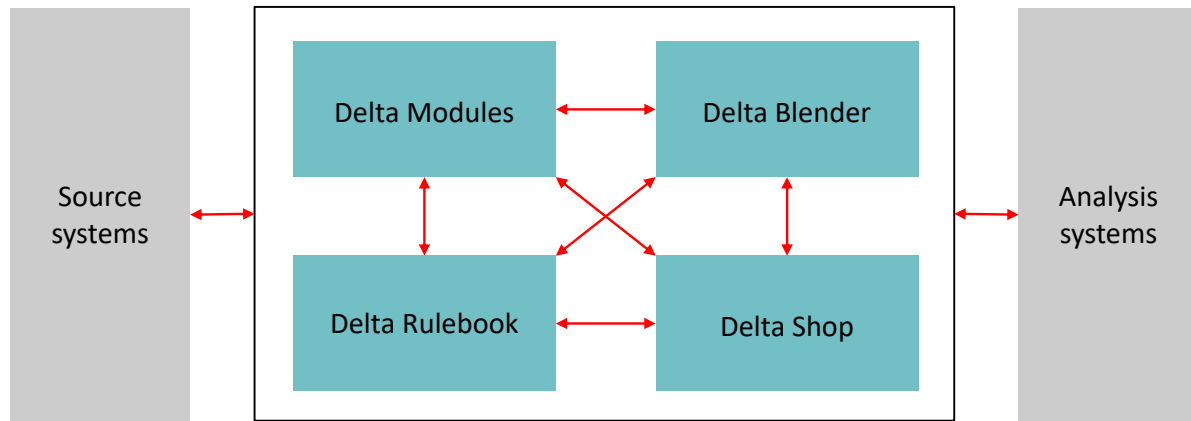 Delta Modules
Delta Blender
Source
systems
Analysis
systems
Delta Rulebook
Delta Shop